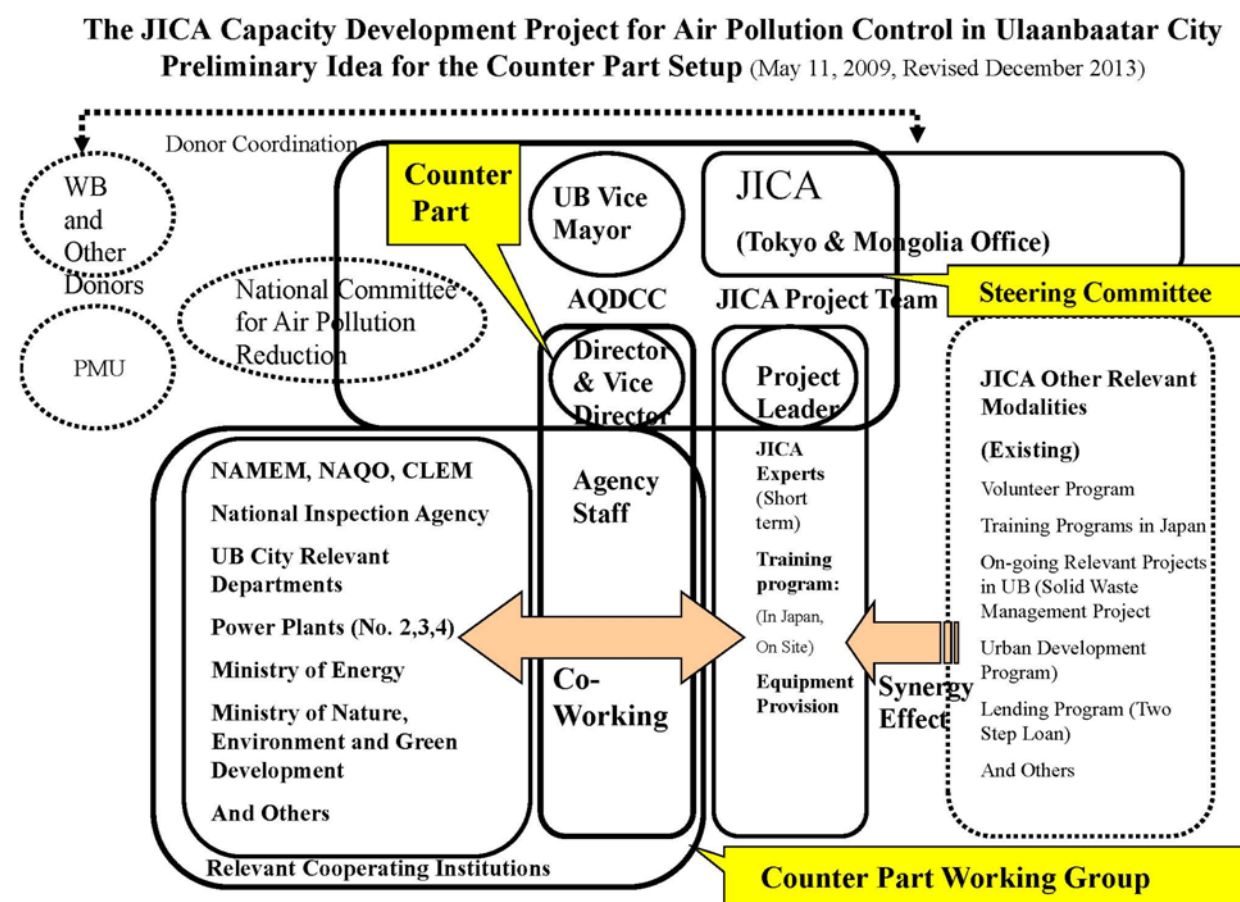 The JICA Capacity Development Project for Air Pollution Control in Ulaanbaatar City
Preliminary Idea for the Counter Part Setup (May 11, 2009, Revised December 2013)
Donor Coordination
WB
and
Other
Donors
PMU
National Committee
for Air Pollution
Reduction
Counter
Part
UB Vice
Mayor
JICA
(Tokyo & Mongolia Office)
Steering Committee
AQDCC
JICA Project Team
Director
& Vice
Director
Project
Leader
NAMEM, NAQO, CLEM
National Inspection Agency
UB City Relevant
Departments
Power Plants (No. 2,3,4)
Ministry of Energy
Ministry of Nature,
Environment and Green
Development
And Others
Relevant Cooperating Institutions
Agency
Staff
Co-
Working
JICA
Experts
(Short
term)
Training
program:
(In Japan,
On Site)
Equipment
Provision
Synergy
Effect
JICA Other Relevant
Modalities
(Existing)
Volunteer Program
Training Programs in Japan
On-going Relevant Projects
in UB (Solid Waste
Management Project
Urban Development
Program)
Lending Program (Two
Step Loan)
And Others
Counter Part Working Group